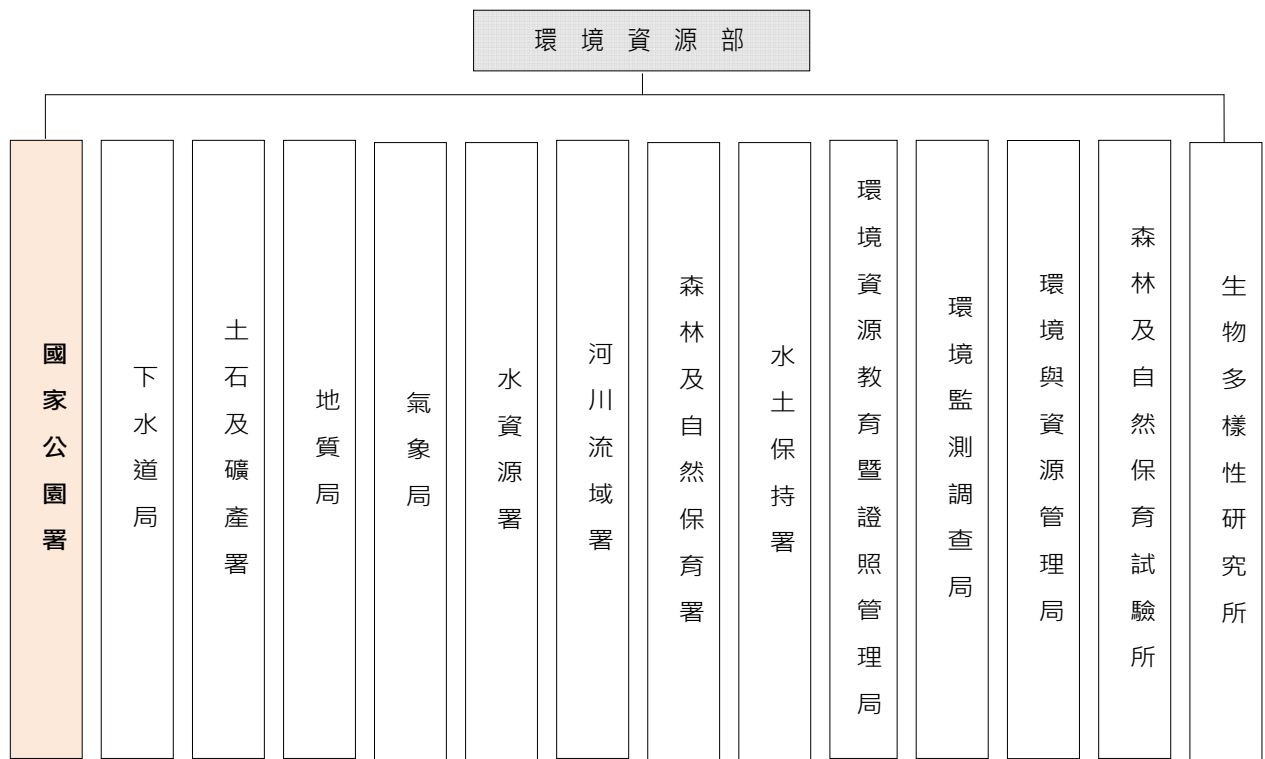 環境資源部
國家公園署
下水道局
土石及礦產署
地質局
氣象局
水資源署
河川流域署
森林及自然保育署
水土保持署
環境資源教育暨證照管理局
環境監測調查局
環境與資源管理局
森林及自然保育試驗所
生物多樣性研究所